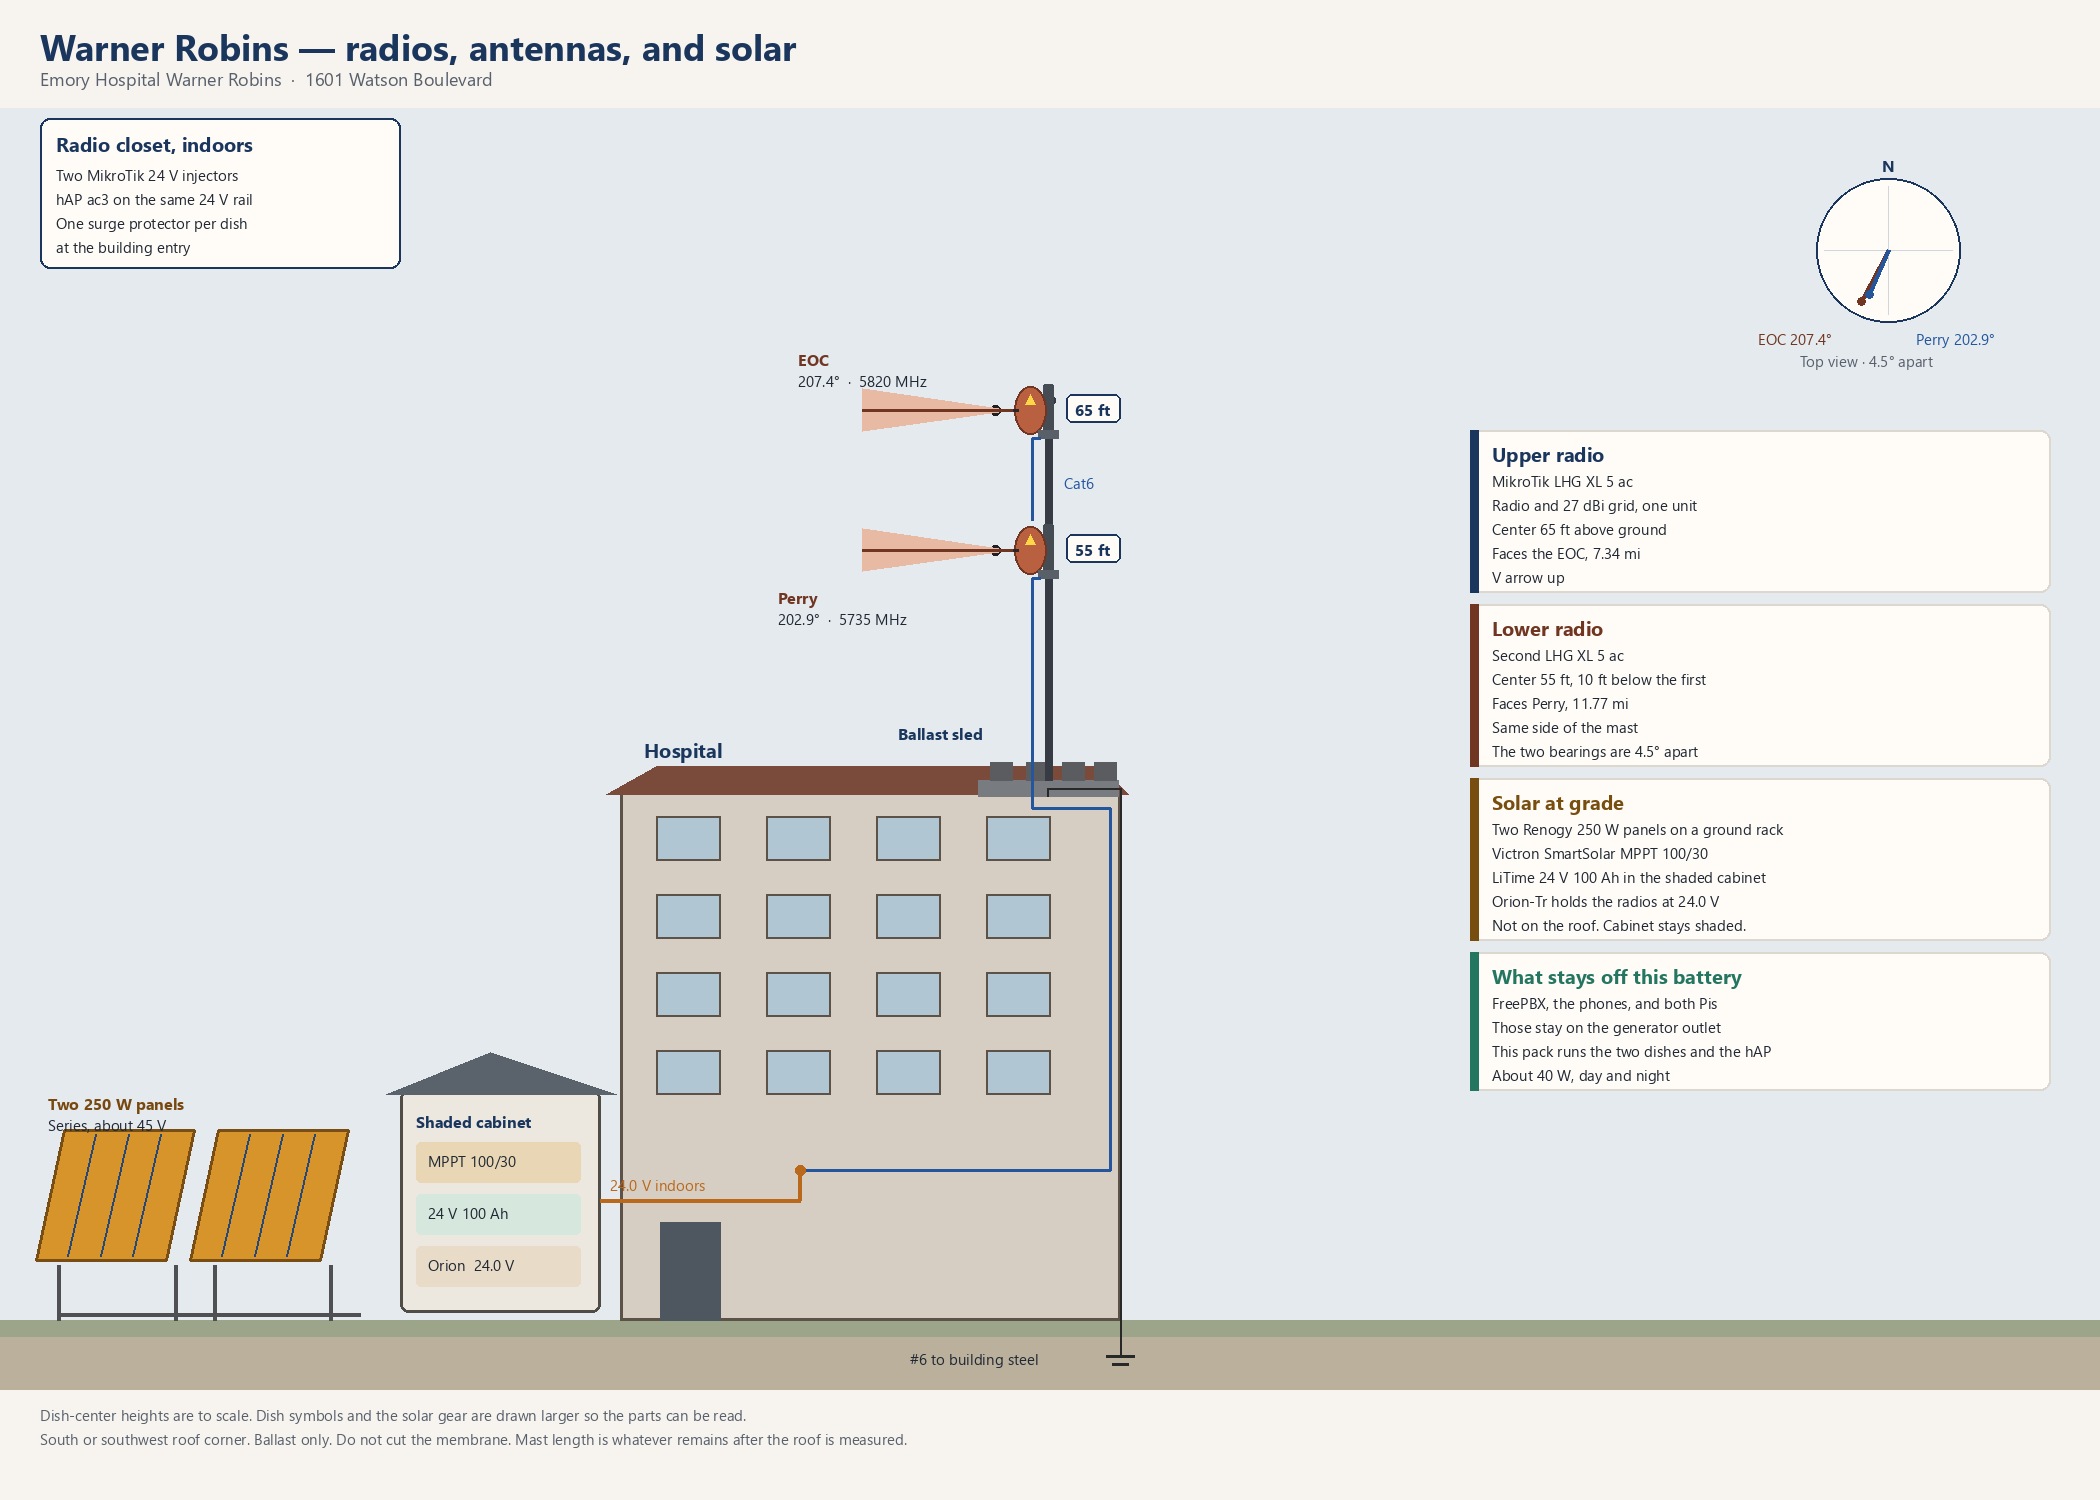 Warner Robins — radios, antennas, and solar
Emory Hospital Warner Robins · 1601 Watson Boulevard
Radio closet, indoors
Two MikroTik 24 V injectors
hAP ac3 on the same 24 V rail
One surge protector per dish
at the building entry
N
EOC 207.4°
Perry 202.9°
Top view · 4.5° apart
EOC
207.4° · 5820 MHz
65 ft
Cat6
55 ft
Perry
202.9° · 5735 MHz
Ballast sled
Hospital
Upper radio
MikroTik LHG XL 5 ac
Radio and 27 dBi grid, one unit
Center 65 ft above ground
Faces the EOC, 7.34 mi
V arrow up
Lower radio
Second LHG XL 5 ac
Center 55 ft, 10 ft below the first
Faces Perry, 11.77 mi
Same side of the mast
The two bearings are 4.5° apart
Solar at grade
Two Renogy 250 W panels on a ground rack
Victron SmartSolar MPPT 100/30
LiTime 24 V 100 Ah in the shaded cabinet
Orion-Tr holds the radios at 24.0 V
Not on the roof. Cabinet stays shaded.
What stays off this battery
FreePBX, the phones, and both Pis
Those stay on the generator outlet
This pack runs the two dishes and the hAP
About 40 W, day and night
Two 250 W panels
Series, about 45 V
Shaded cabinet
MPPT 100/30
24 V 100 Ah
Orion 24.0 V
24.0 V indoors
#6 to building steel
Dish-center heights are to scale. Dish symbols and the solar gear are drawn larger so the parts can be read.
South or southwest roof corner. Ballast only. Do not cut the membrane. Mast length is whatever remains after the roof is measured.